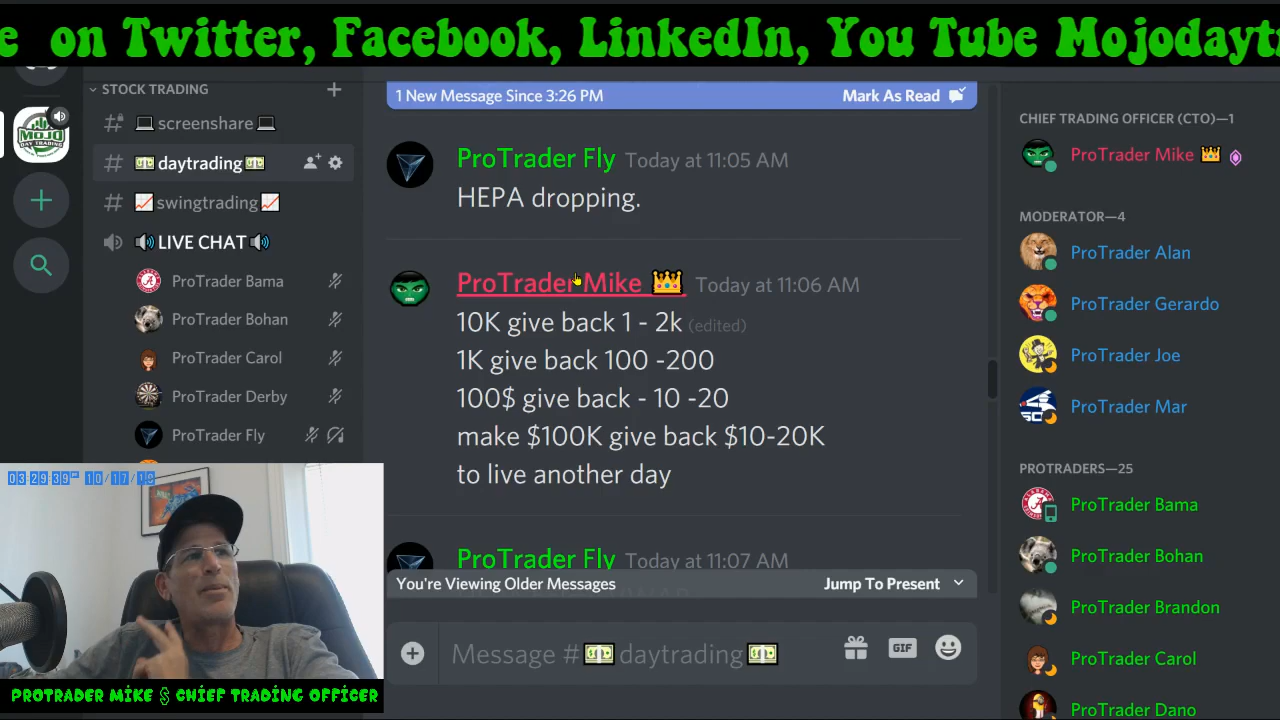 e on Twitter, Facebook, LinkedIn, You Tube Mojodayt
STOCK TRADING
screenshare
daytrading
swingtrading
LIVE CHAT
ProTrader Bama
ProTrader Bohan
ProTrader Carol
ProTrader Derby
ProTrader Fly
MOJO
DAY TRADING
1 New Message Since 3:26 PM
Mark As Read
ProTrader Fly Today at 11:05 AM
HEPA dropping.
ProTrader Mike Today at 11:06 AM
10K give back 1 - 2k (edited)
1K give back 100 -200
100$ give back - 10 -20
make $100K give back $10-20K
to live another day
ProTrader Fly Today at 11:07 AM
You're Viewing Older Messages
Jump To Present
Message # daytrading
GIF
CHIEF TRADING OFFICER (CTO)—1
ProTrader Mike
MODERATOR—4
ProTrader Alan
ProTrader Gerardo
ProTrader Joe
ProTrader Mar
PROTRADERS—25
ProTrader Bama
ProTrader Bohan
ProTrader Brandon
ProTrader Carol
ProTrader Dano
PROTRADER MIKE $ CHIEF TRADING OFFICER